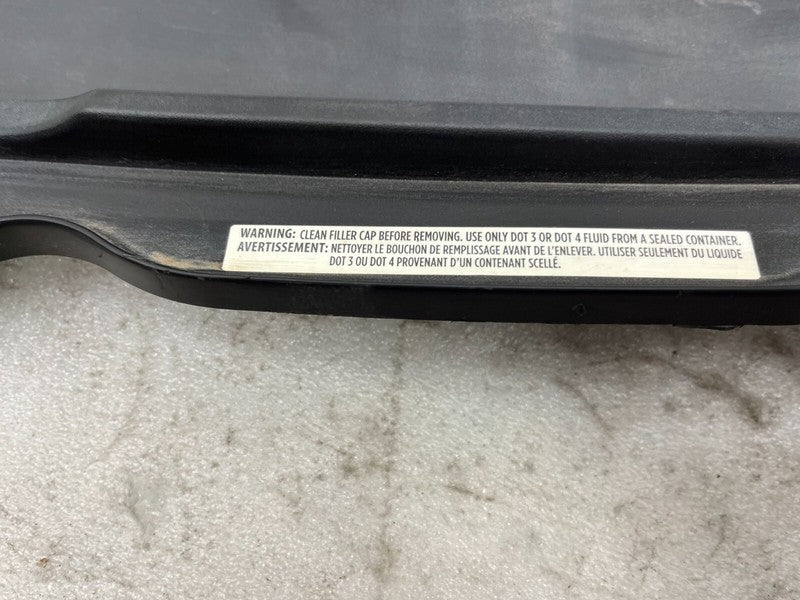 WARNING: CLEAN FILLER CAP BEFORE REMOVING. USE ONLY DOT 3 OR DOT 4 FLUID FROM A SEALED CONTAINER.
AVERTISSEMENT: NETTOYER LE BOUCHON DE REMPLISSAGE AVANT DE L'ENLEVER. UTILISER SEULEMENT DU LIQUIDE
DOT 3 OU DOT 4 PROVENANT D'UN CONTENANT SCELLÉ.